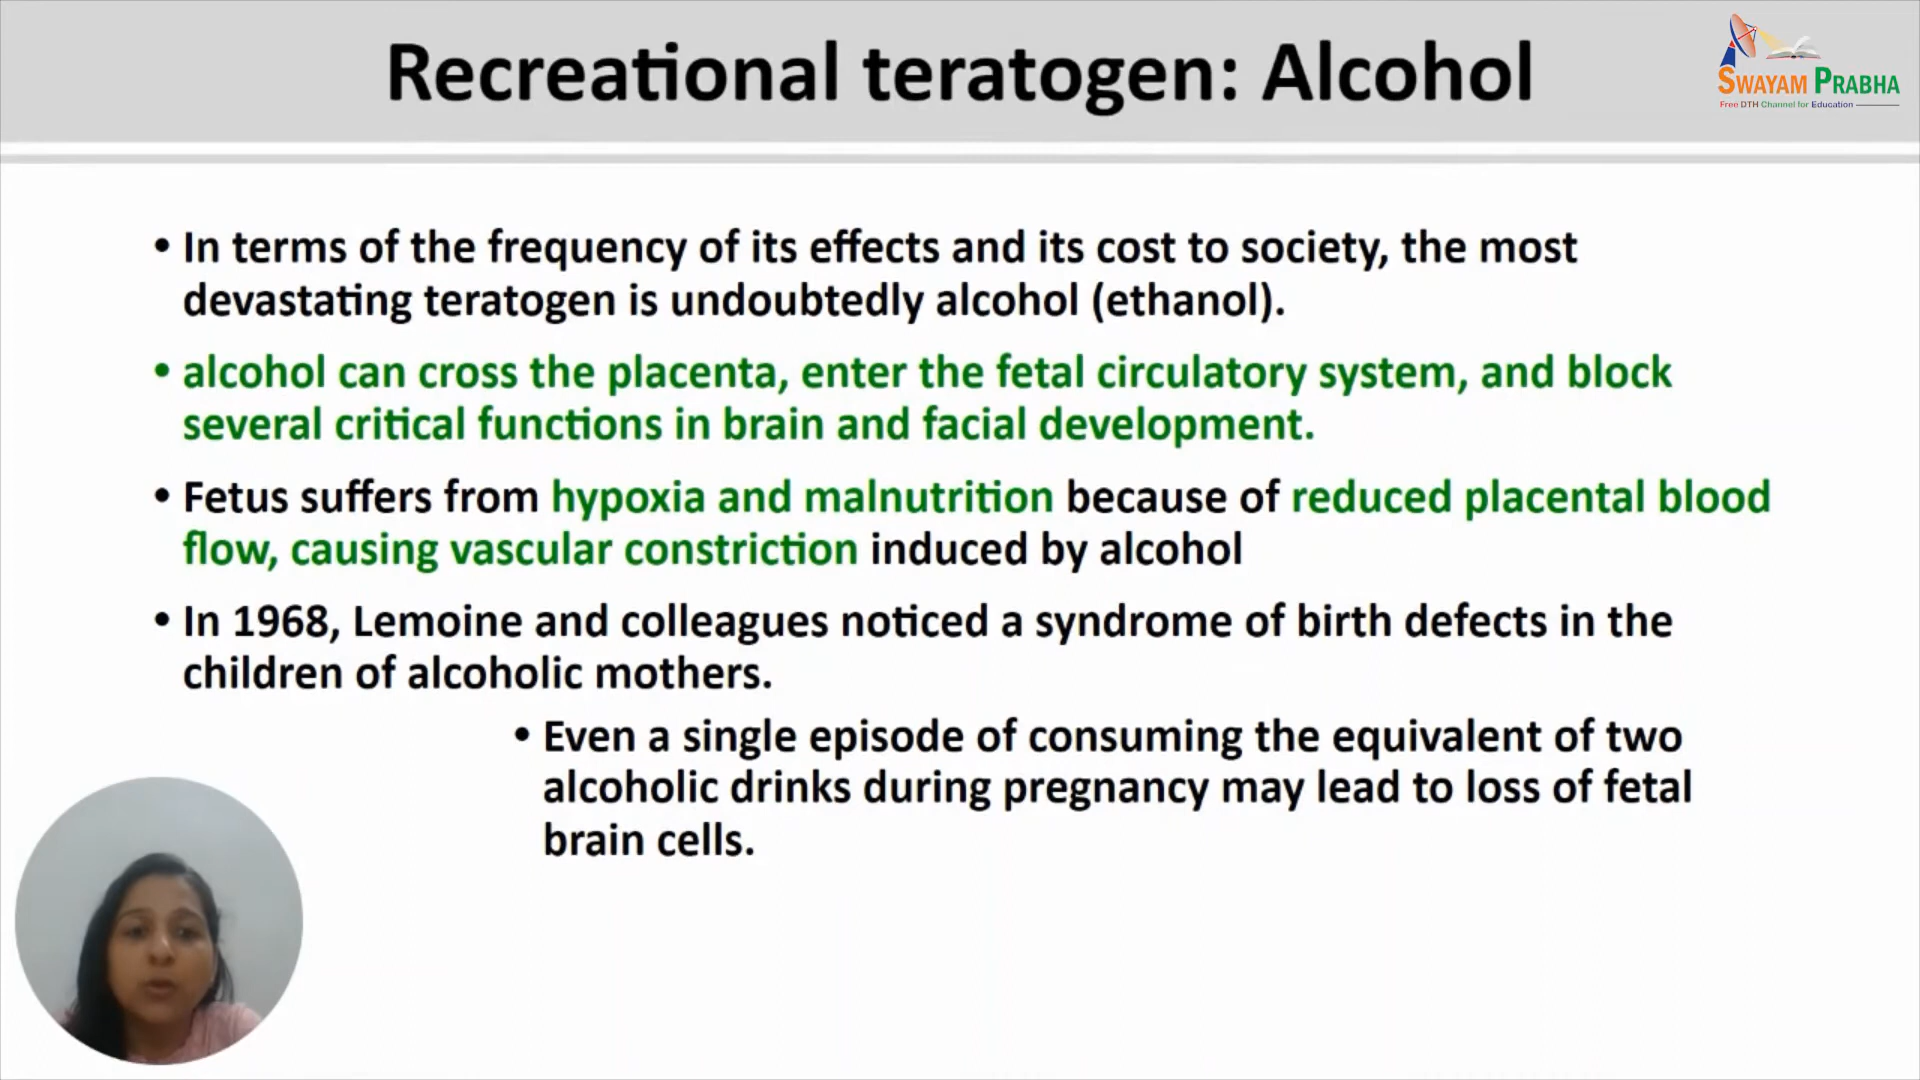 Recreational teratogen: Alcohol
SWAYAM PRABHA
Free DTH Channel for Education
• In terms of the frequency of its effects and its cost to society, the most
devastating teratogen is undoubtedly alcohol (ethanol).
• alcohol can cross the placenta, enter the fetal circulatory system, and block
several critical functions in brain and facial development.
• Fetus suffers from hypoxia and malnutrition because of reduced placental blood
flow, causing vascular constriction induced by alcohol
• In 1968, Lemoine and colleagues noticed a syndrome of birth defects in the
children of alcoholic mothers.
• Even a single episode of consuming the equivalent of two
alcoholic drinks during pregnancy may lead to loss of fetal
brain cells.